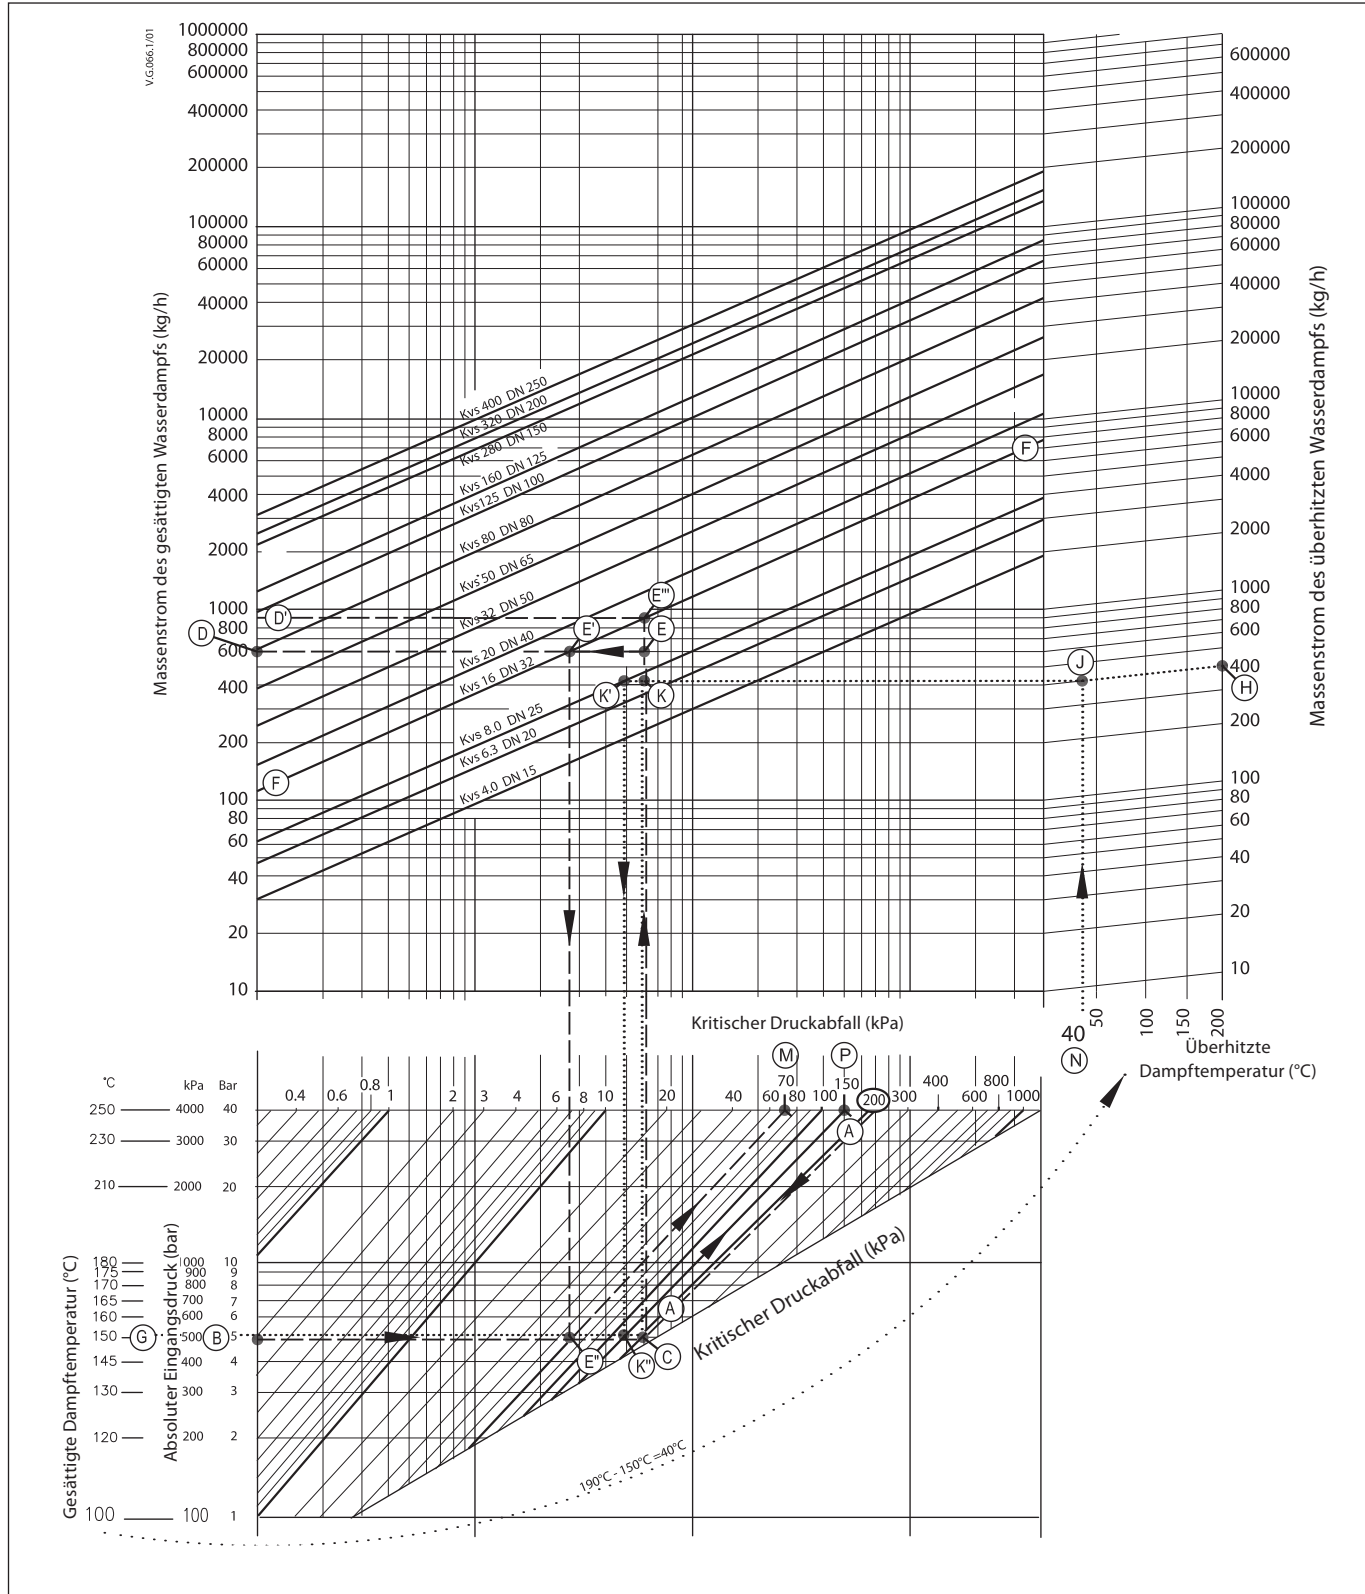 V.G.066.1/01
1000000
800000
600000
400000
200000
100000
80000
60000
40000
20000
10000
8000
6000
4000
2000
1000
800
600
400
200
100
80
60
40
20
10
Massenstrom des gesättigten Wasserdampfs (kg/h)
600000
400000
200000
100000
80000
60000
40000
20000
10000
8000
6000
4000
2000
1000
800
600
400
200
100
80
60
40
20
10
Massenstrom des überhitzten Wasserdampfs (kg/h)
Kvs 400 DN 250
Kvs 320 DN 200
Kvs 280 DN 150
Kvs 160 DN 125
Kvs125 DN 100
Kvs 80 DN 80
Kvs 50 DN 65
Kvs 32 DN 50
Kvs 20 DN 40
Kvs 16 DN 32
Kvs 8.0 DN 25
Kvs 6.3 DN 20
Kvs 4.0 DN 15
F
D'
D
E'''
E'
E
J
H
K'
K
F
Kritischer Druckabfall (kPa)
40
N
50
100
150
200
Überhitzte
Dampftemperatur (°C)
M
P
°C kPa Bar
0.4 0.6 0.8 1 2 3 4 6 8 10 20 40 60 70 80 100 150 200 300 400 600 800 1000
A
250 4000 40
230 3000 30
210 2000 20
180 1000 10
175 900 9
170 800 8
165 700 7
160 600 6
G 150 500 B 5
145 400 4
130 300 3
120 200 2
100 100 1
Gesättigte Dampftemperatur (°C)
Absoluter Eingangsdruck (bar)
A
C
E''
K''
Kritischer Druckabfall (kPa)
190°C - 150°C =40°C